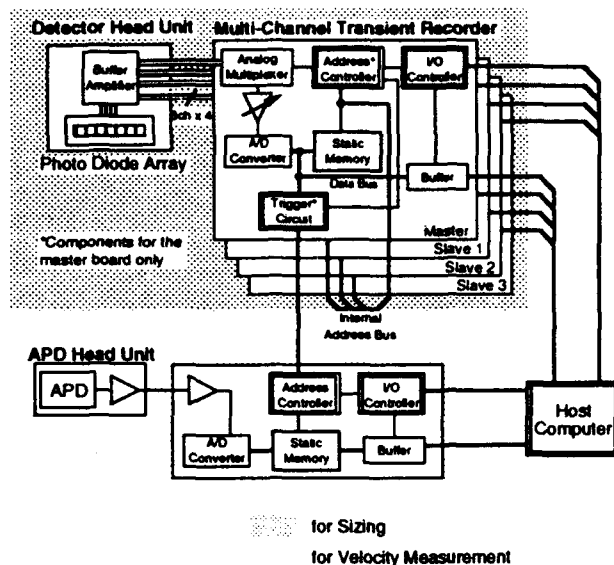 Detector Head Unit
Multi-Channel Transient Recorder
Buffer
Amplifier
8ch x 4
Photo Diode Array
Analog
Multiplexer
Address*
Controller
I/O
Controller
A/D
Converter
Static
Memory
Data Bus
Buffer
Trigger*
Circuit
Master
Slave 1
Slave 2
Slave 3
*Components for the
master board only
Internal
Address Bus
APD Head Unit
APD
Address
Controller
I/O
Controller
A/D
Converter
Static
Memory
Buffer
Host
Computer
for Sizing
for Velocity Measurement